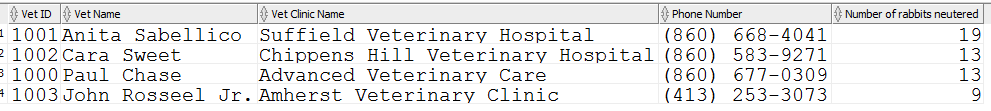 Vet ID Vet Name Vet Clinic Name Phone Number Number of rabbits neutered
1 1001 Anita Sabellico Suffield Veterinary Hospital (860) 668-4041 19
2 1002 Cara Sweet Chippens Hill Veterinary Hospital (860) 583-9271 13
3 1000 Paul Chase Advanced Veterinary Care (860) 677-0309 13
4 1003 John Rosseel Jr. Amherst Veterinary Clinic (413) 253-3073 9